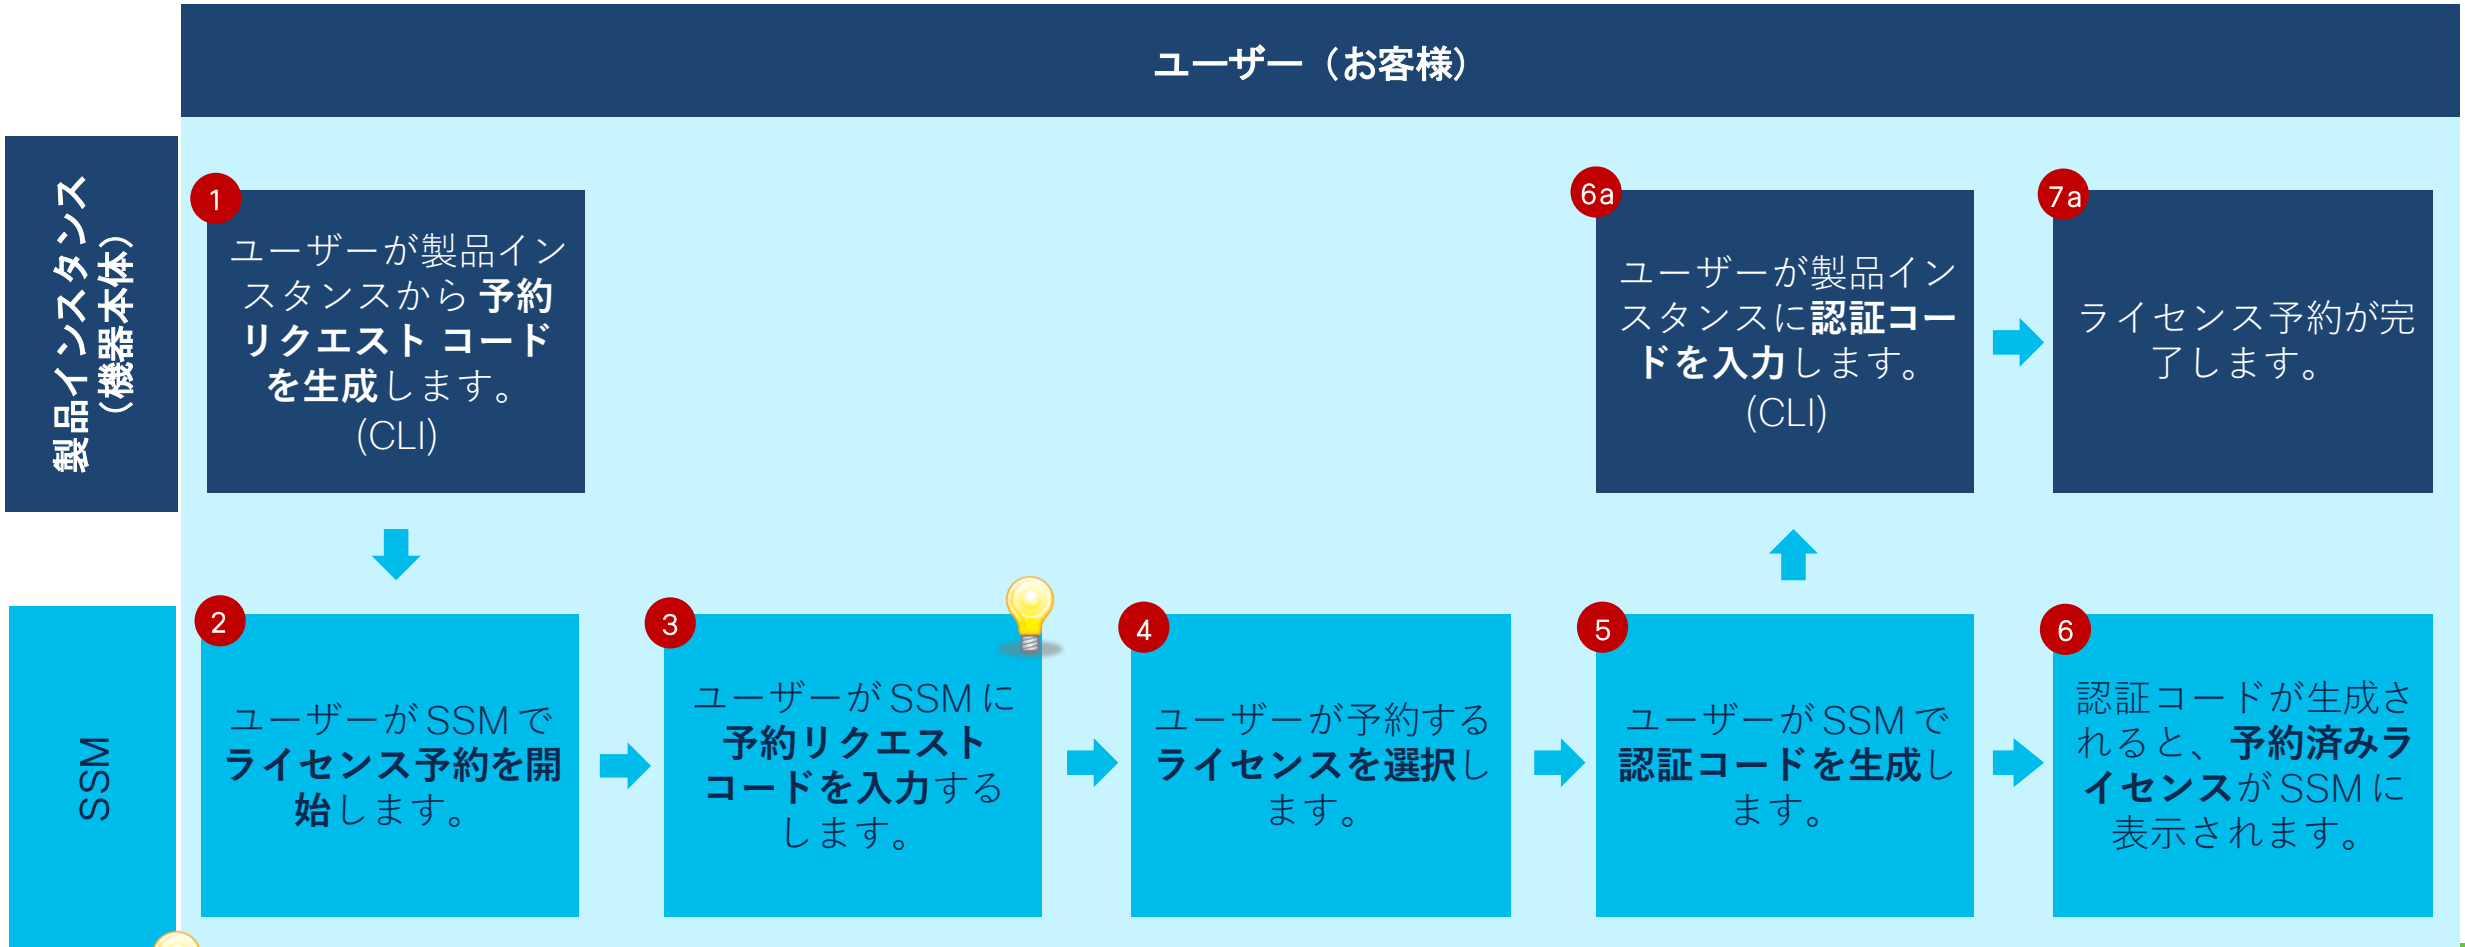 ユーザー（お客様）
製品インスタンス
（機器本体）
1
ユーザーが製品イン
スタンスから 予約
リクエスト コード
を生成します。
(CLI)
6a
ユーザーが製品イン
スタンスに認証コー
ドを入力します。
(CLI)
7a
ライセンス予約が完
了します。
SSM
2
ユーザーが SSM で
ライセンス予約を開
始します。
3
ユーザーが SSM に
予約リクエスト
コードを入力する
します。
4
ユーザーが予約する
ライセンスを選択し
ます。
5
ユーザーが SSM で
認証コードを生成し
ます。
6
認証コードが生成さ
れると、予約済みラ
イセンスが SSM に
表示されます。